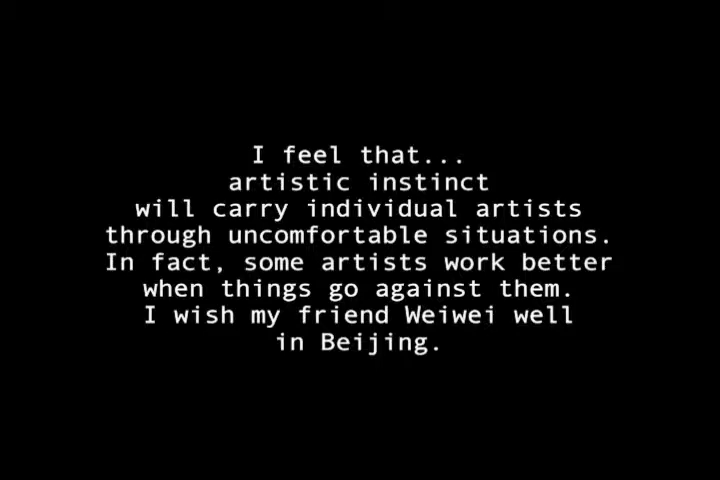 I feel that...
artistic instinct
will carry individual artists
through uncomfortable situations.
In fact, some artists work better
when things go against them.
I wish my friend Weiwei well
in Beijing.